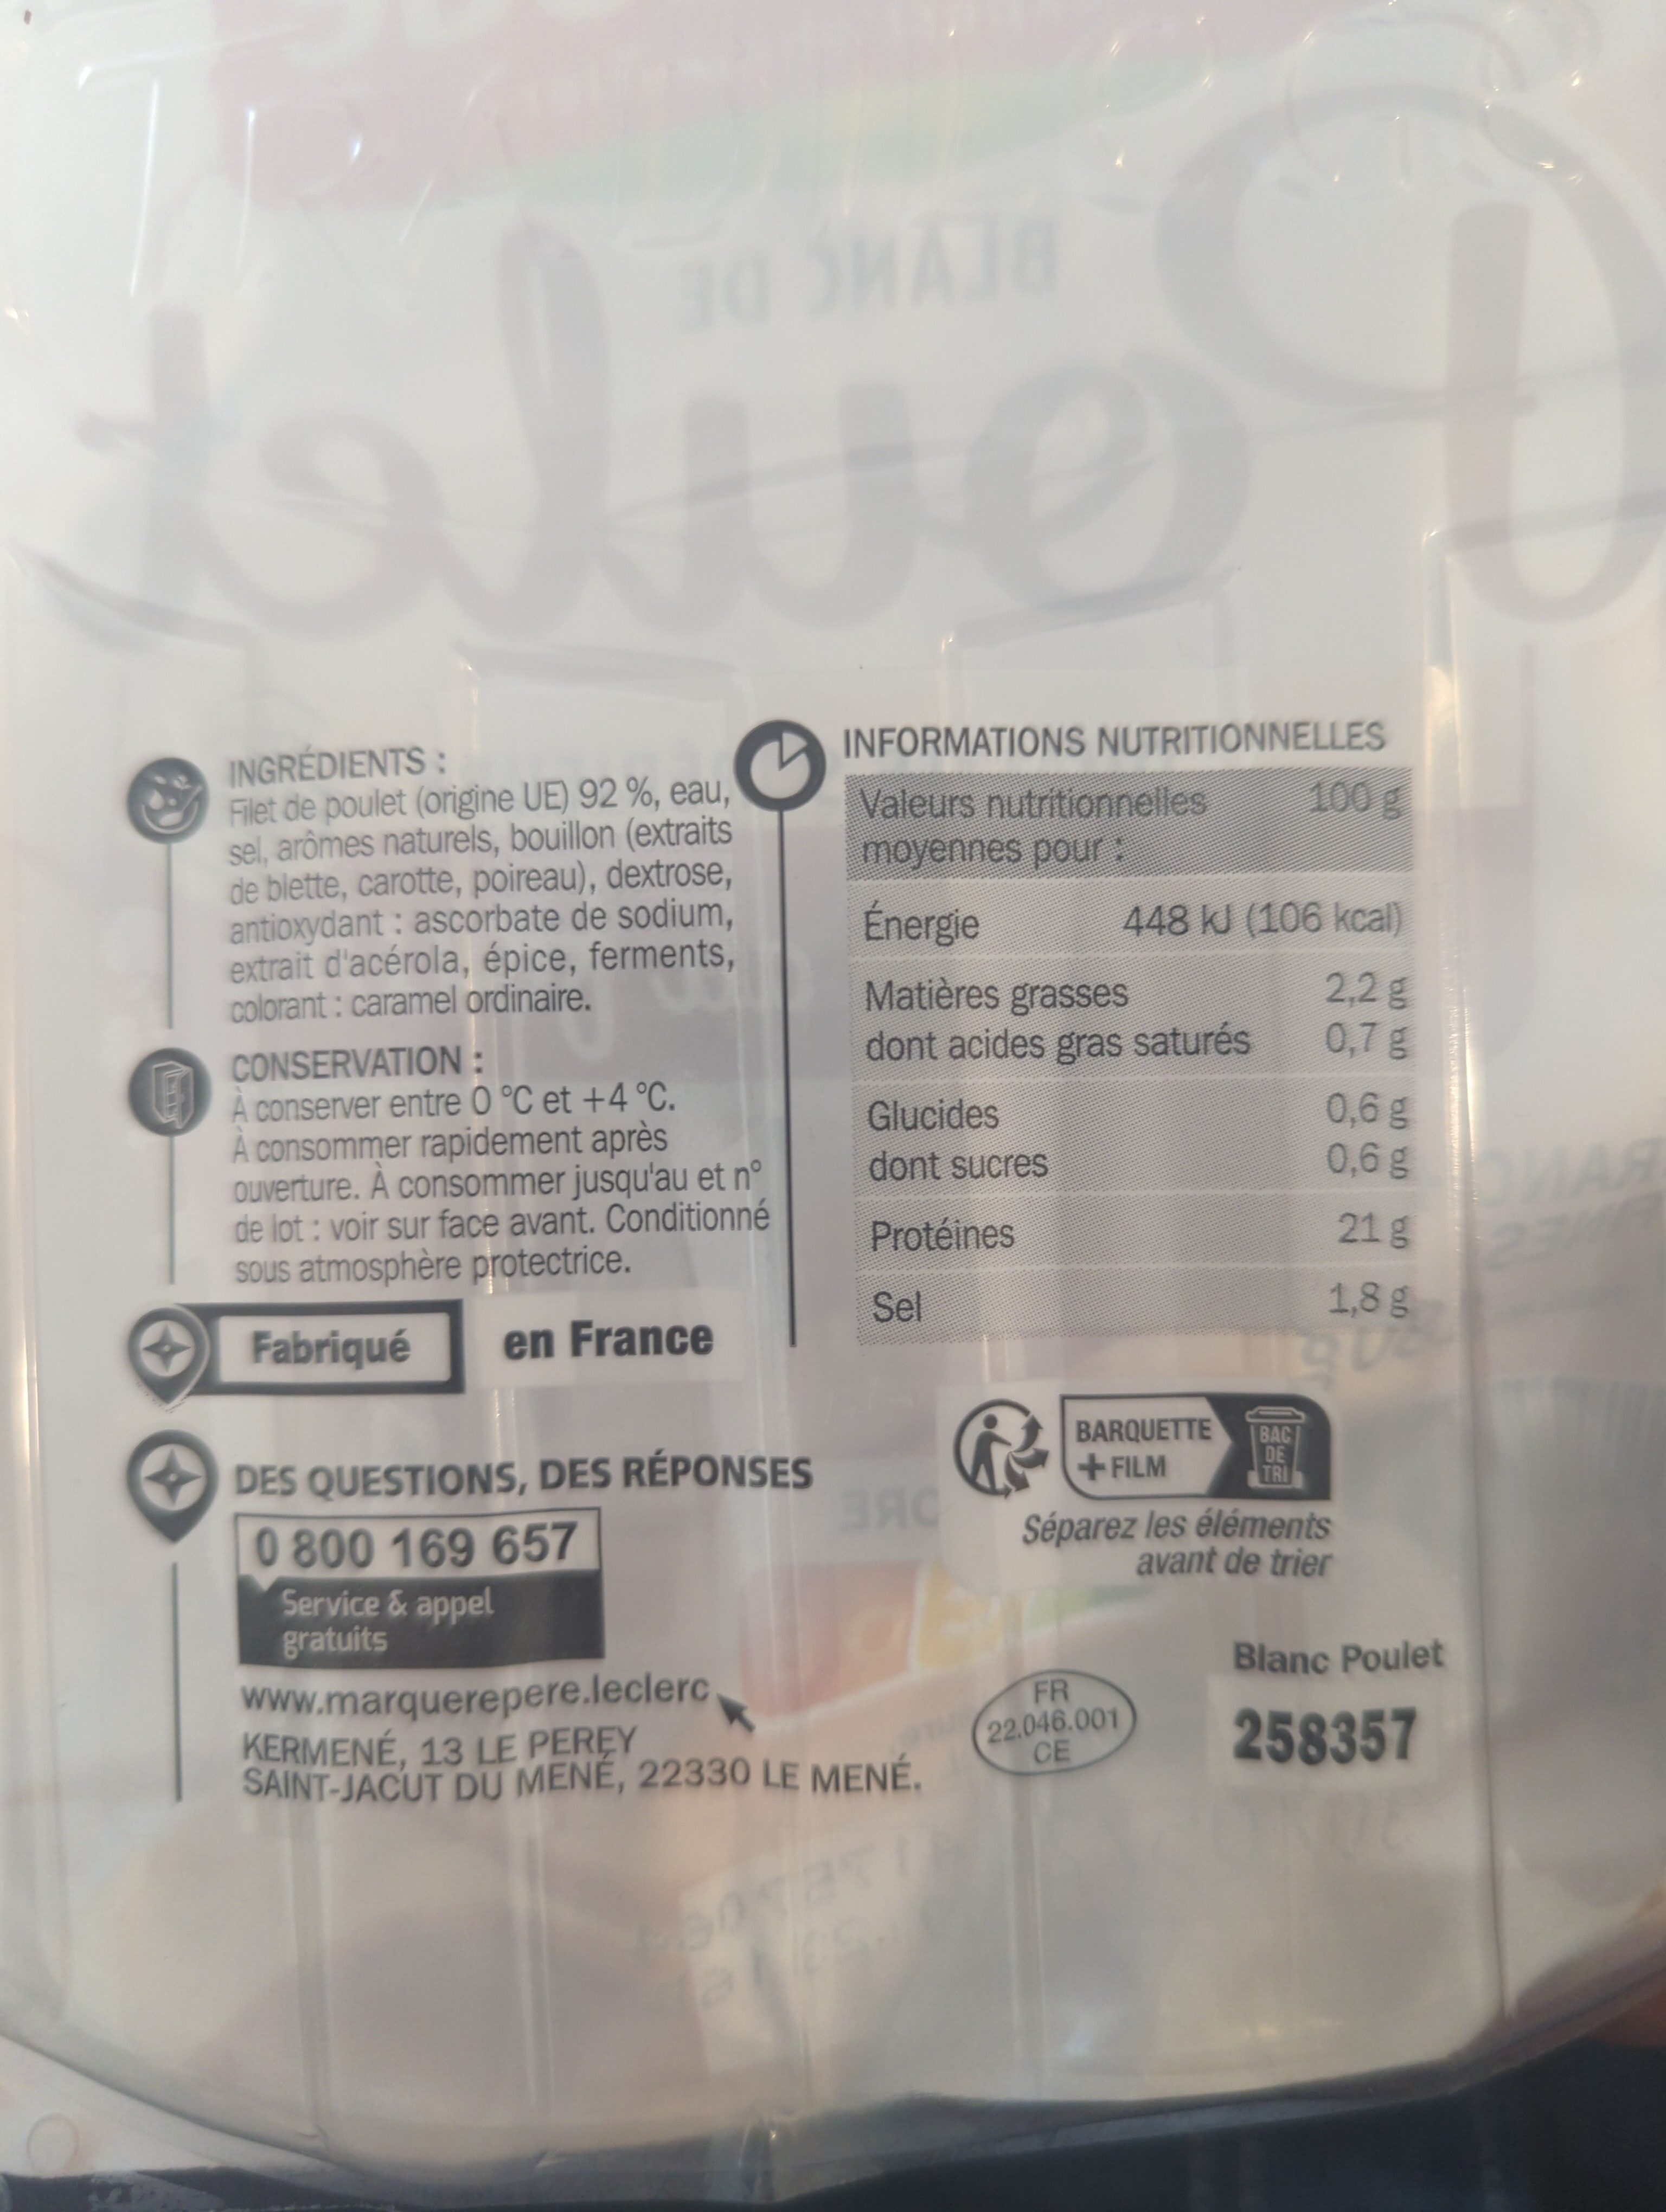 BLANC DE
Poulet
INGRÉDIENTS :
Filet de poulet (origine UE) 92 %, eau,
sel, arômes naturels, bouillon (extraits
de blette, carotte, poireau), dextrose,
antioxydant : ascorbate de sodium,
extrait d'acérola, épice, ferments,
colorant : caramel ordinaire.
CONSERVATION :
À conserver entre 0 °C et +4 °C.
À consommer rapidement après
ouverture. À consommer jusqu'au et n°
de lot : voir sur face avant. Conditionné
sous atmosphère protectrice.
Fabriqué en France
DES QUESTIONS, DES RÉPONSES
0 800 169 657
Service & appel
gratuits
www.marquerepere.leclerc
KERMENÉ, 13 LE PEREY
SAINT-JACUT DU MENÉ, 22330 LE MENÉ.
INFORMATIONS NUTRITIONNELLES
Valeurs nutritionnelles 100 g
moyennes pour :
Énergie 448 kJ (106 kcal)
Matières grasses 2,2 g
dont acides gras saturés 0,7 g
Glucides 0,6 g
dont sucres 0,6 g
Protéines 21 g
Sel 1,8 g
BARQUETTE
+ FILM
BAC
DE
TRI
Séparez les éléments
avant de trier
FR
22.046.001
CE
Blanc Poulet
258357